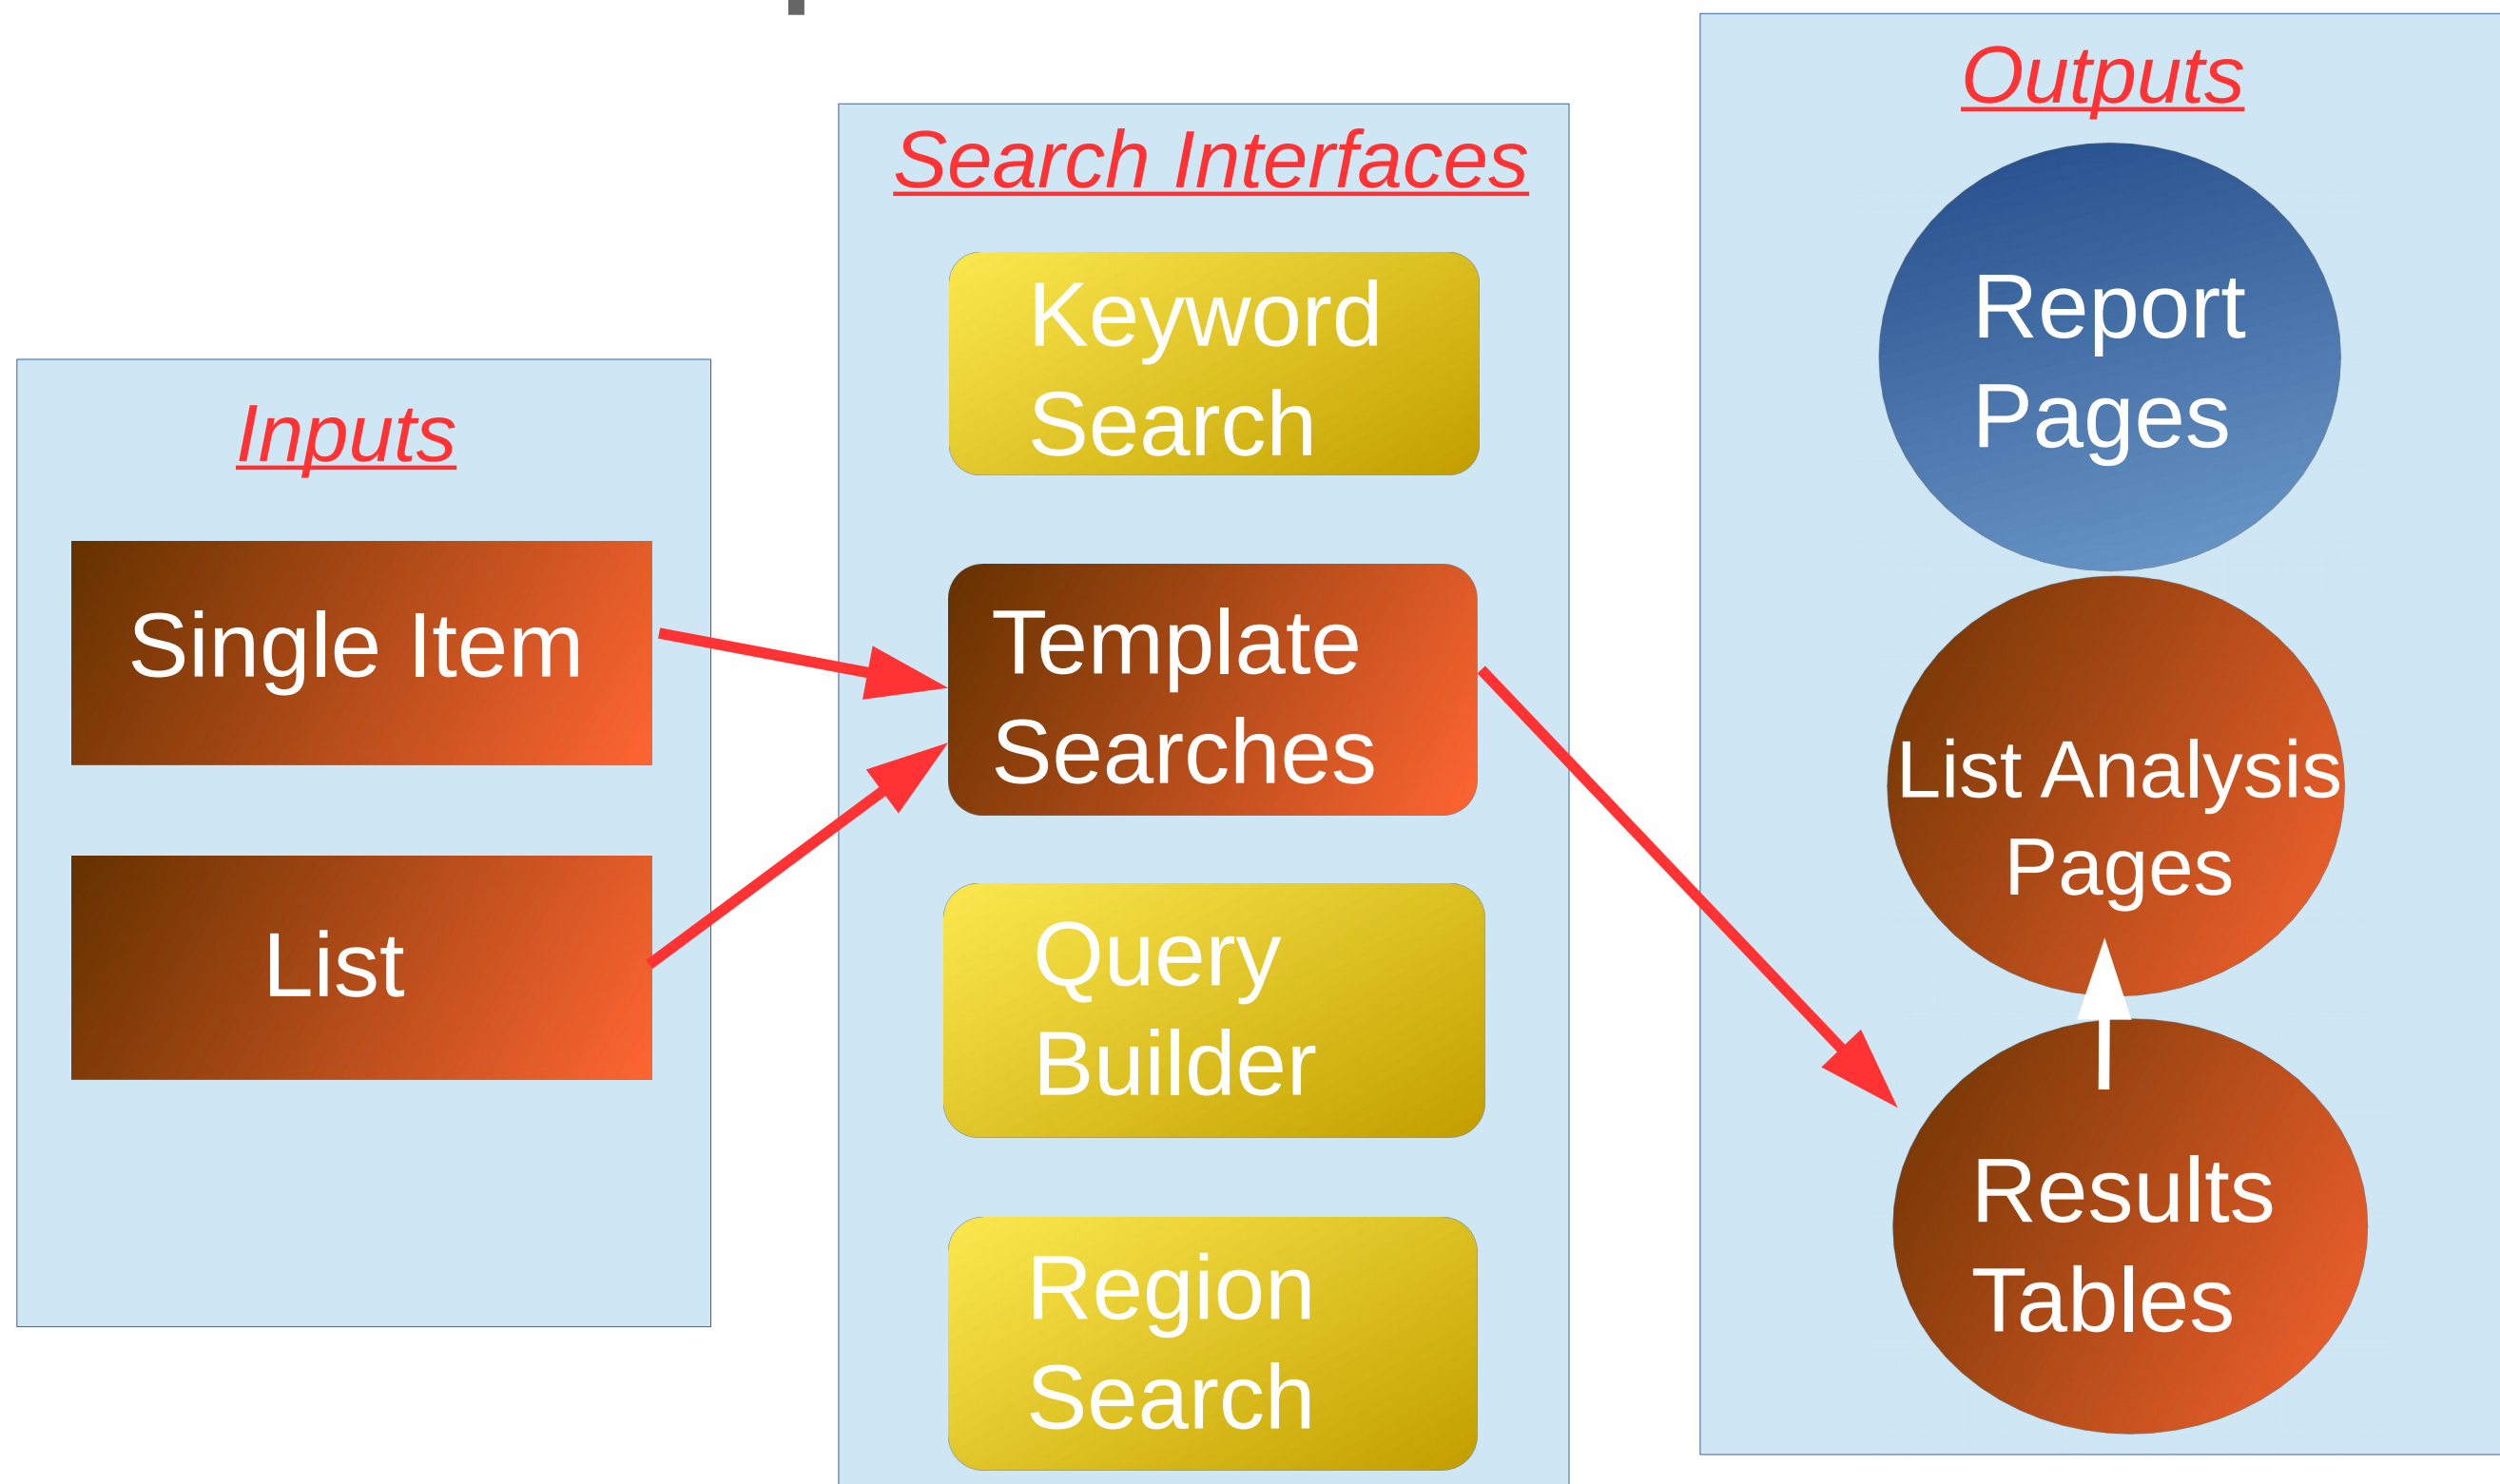 Inputs
Single Item
List
Search Interfaces
Keyword
Search
Template
Searches
Query
Builder
Region
Search
Outputs
Report
Pages
List Analysis
Pages
Results
Tables